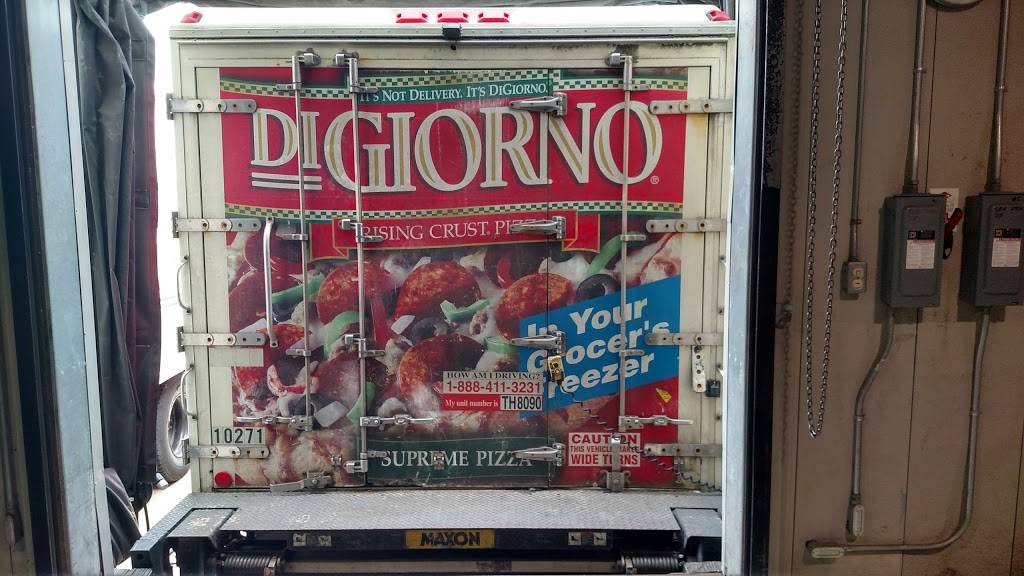 IT'S NOT DELIVERY. IT'S DIGIORNO.
DIGIORNO®
RISING CRUST PIZZA
In Your
Grocer's
Freezer
HOW AM I DRIVING?
1-888-411-3231
My unit number is TH8090
10271
SUPREME PIZZA
CAUTION
THIS VEHICLE MAKES
WIDE TURNS
MAXON